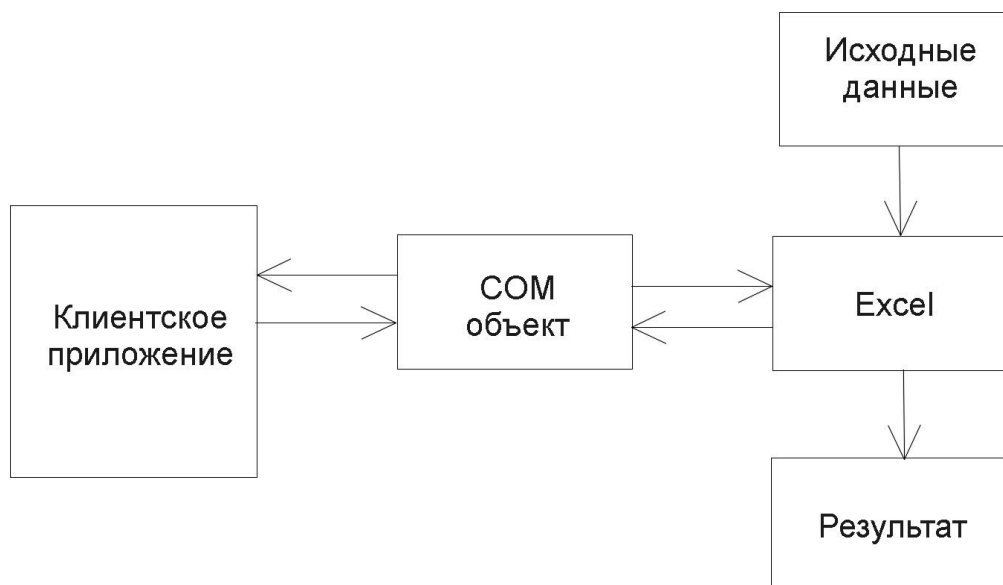 Исходные
данные
Клиентское
приложение
COM
объект
Excel
Результат